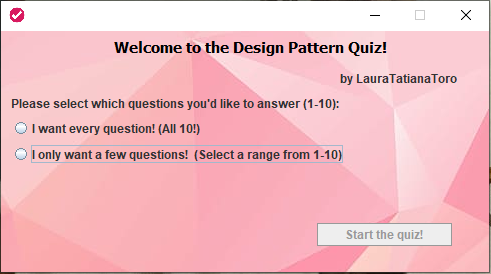 Welcome to the Design Pattern Quiz!
by LauraTatianaToro
Please select which questions you'd like to answer (1-10):
I want every question! (All 10!)
I only want a few questions!  (Select a range from 1-10)
Start the quiz!